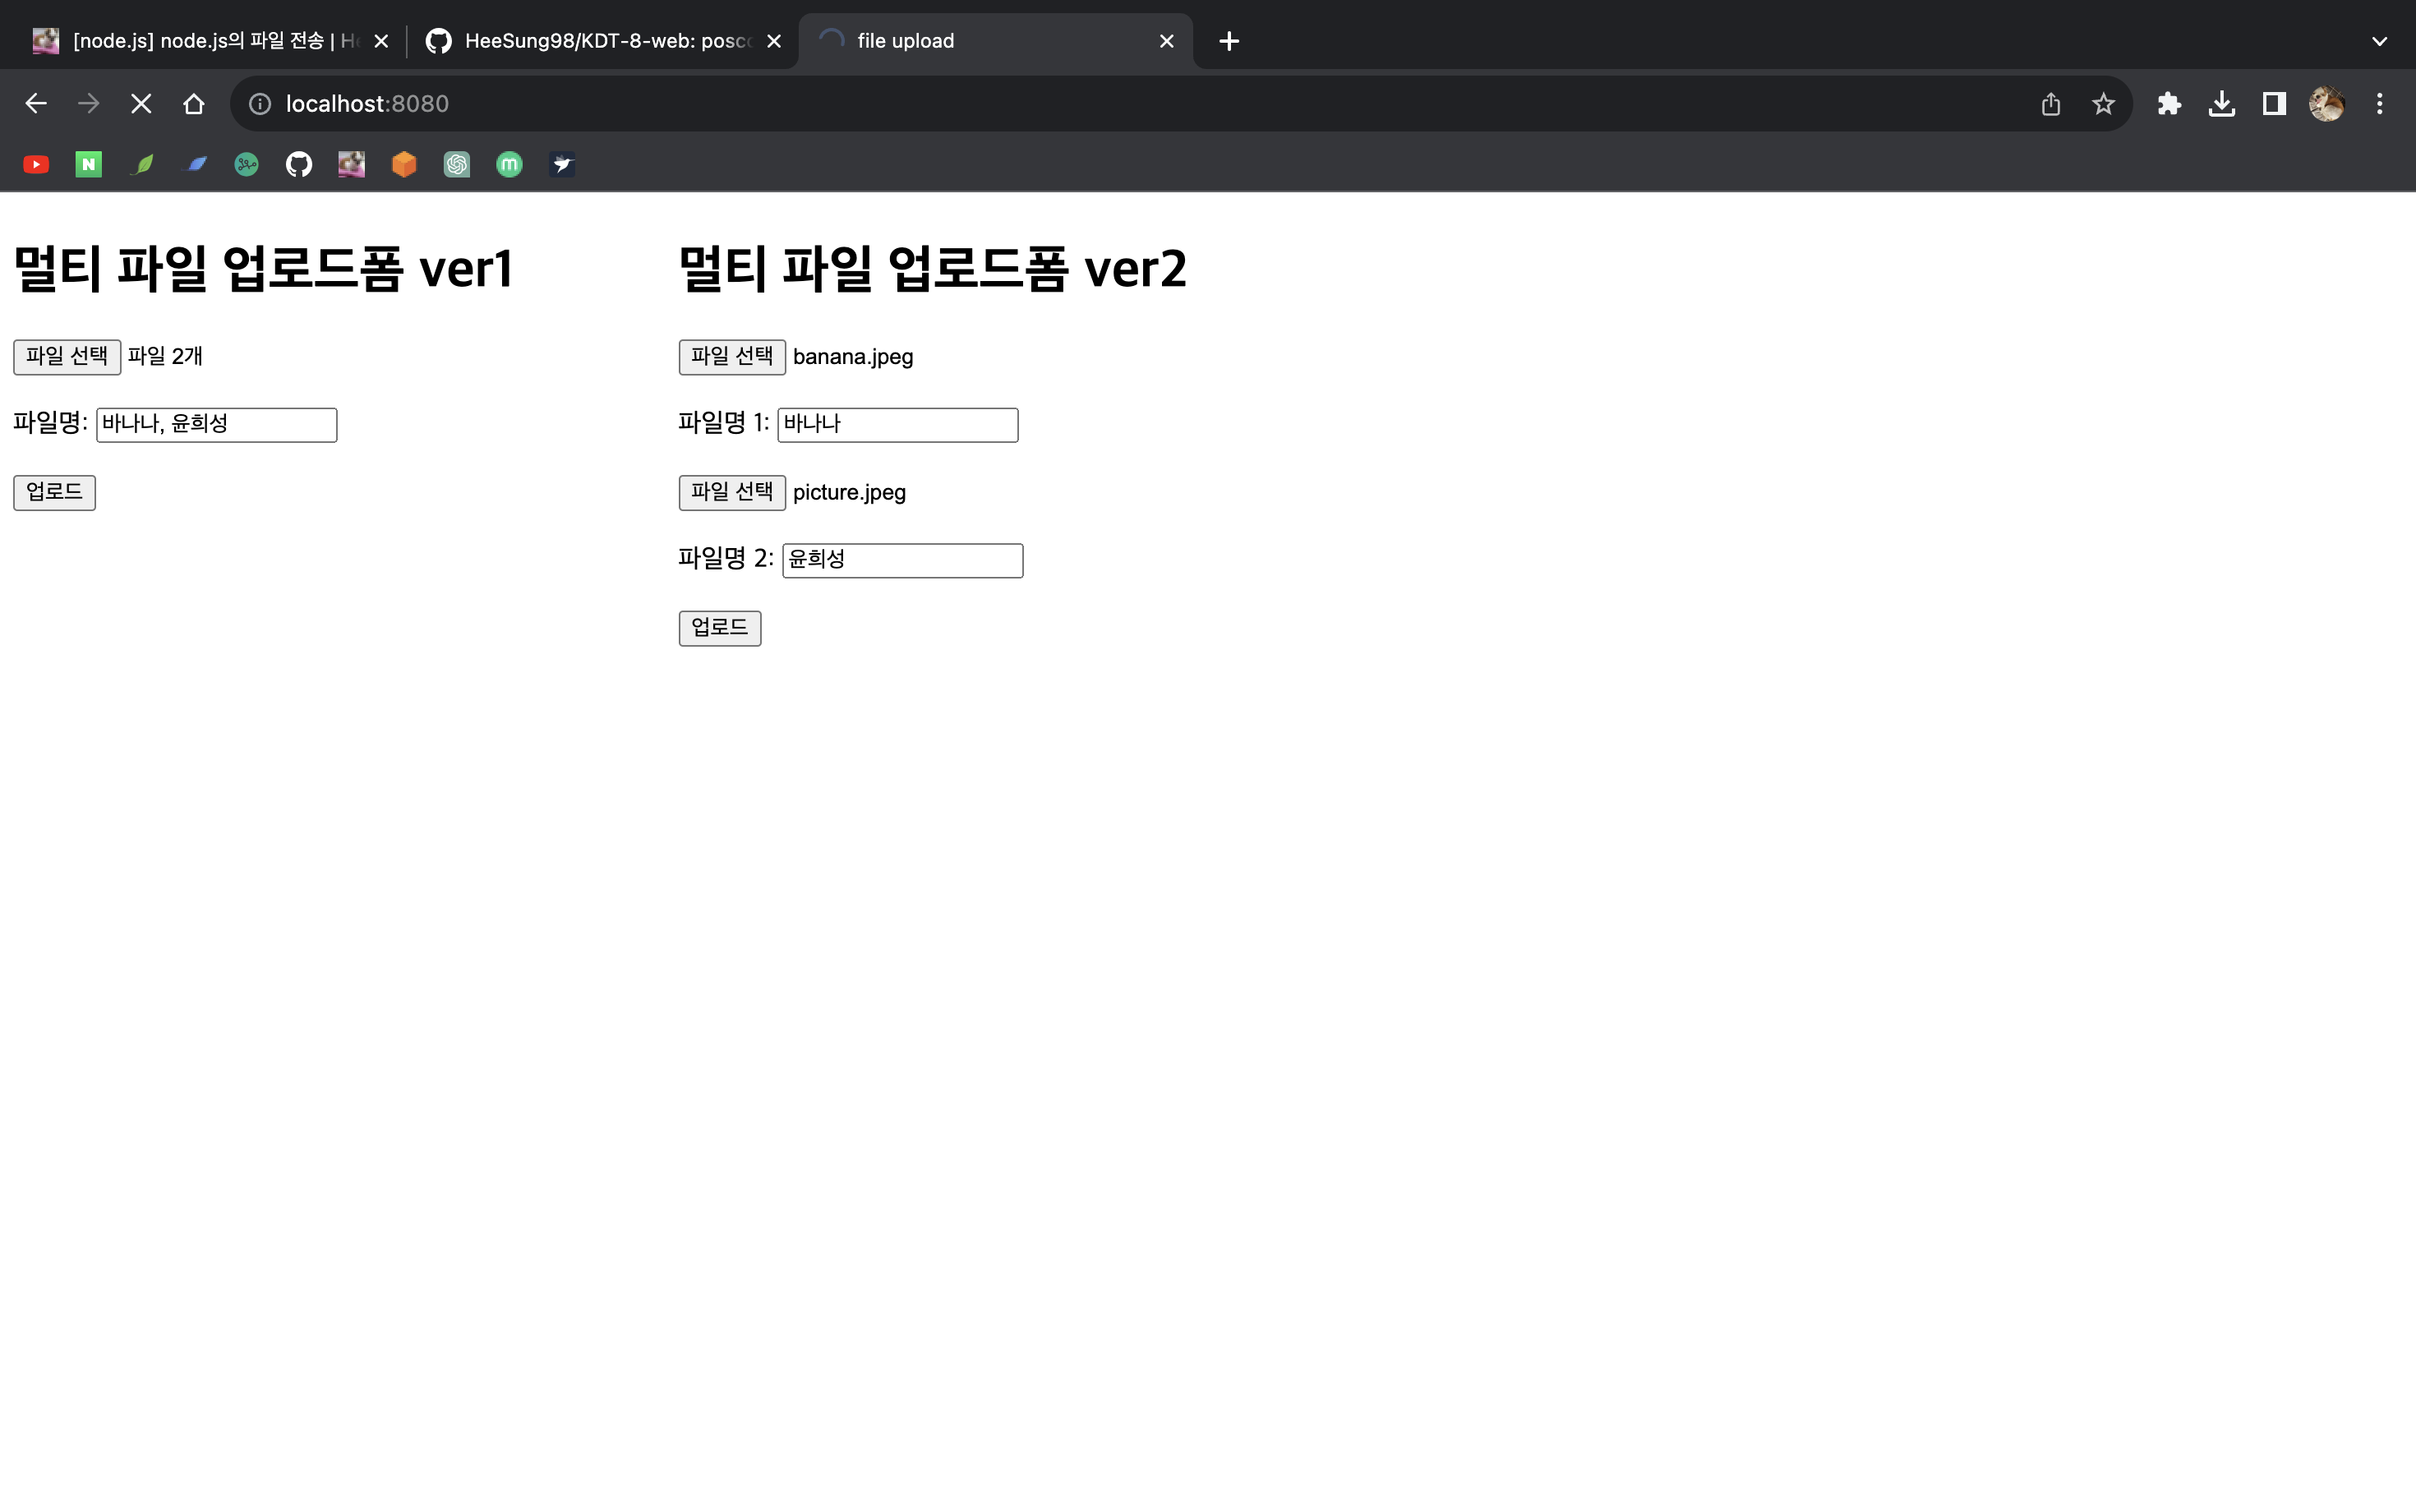 [node.js] node.js의 파일 전송 | He
HeeSung98/KDT-8-web: posco
file upload
localhost:8080
멀티 파일 업로드폼 ver1
파일 선택 파일 2개
파일명: 바나나, 윤희성
업로드
멀티 파일 업로드폼 ver2
파일 선택 banana.jpeg
파일명 1: 바나나
파일 선택 picture.jpeg
파일명 2: 윤희성
업로드